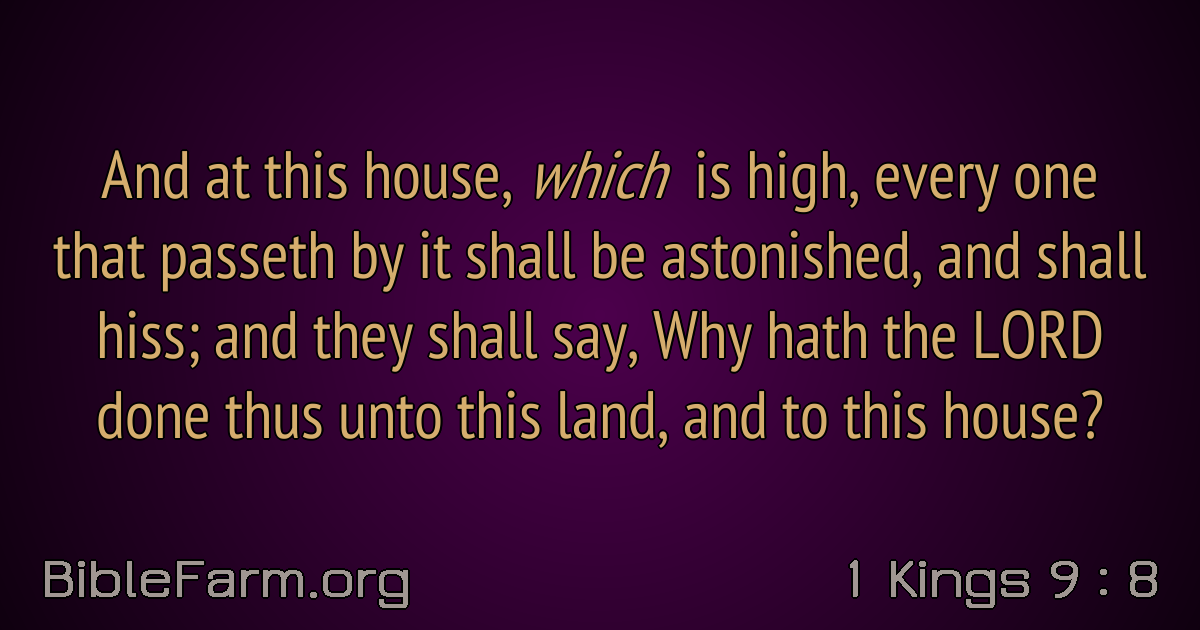 And at this house, which is high, every one
that passeth by it shall be astonished, and shall
hiss; and they shall say, Why hath the LORD
done thus unto this land, and to this house?
BibleFarm.org
1 Kings 9 : 8